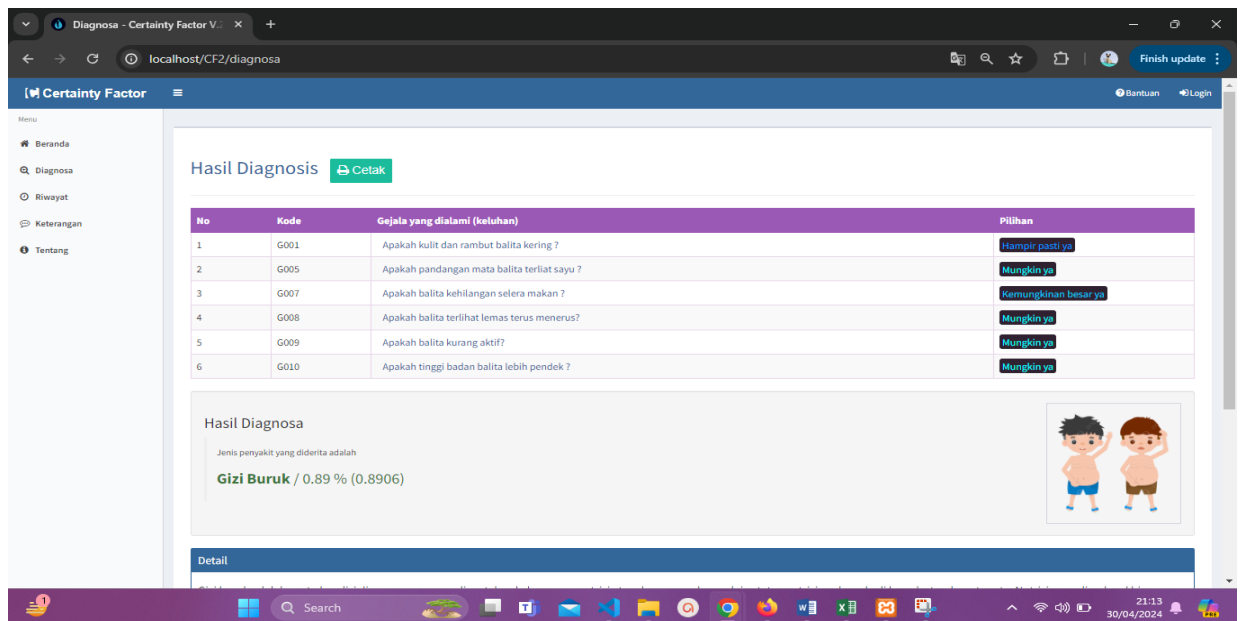 Diagnosa - Certainty Factor V.
localhost/CF2/diagnosa
Finish update
Certainty Factor
Bantuan
Login
Menu
Beranda
Diagnosa
Riwayat
Keterangan
Tentang
Hasil Diagnosis
Cetak
No Kode Gejala yang dialami (keluhan) Pilihan
1 G001 Apakah kulit dan rambut balita kering ? Hampir pasti ya
2 G005 Apakah pandangan mata balita terliat sayu ? Mungkin ya
3 G007 Apakah balita kehilangan selera makan ? Kemungkinan besar ya
4 G008 Apakah balita terlihat lemas terus menerus? Mungkin ya
5 G009 Apakah balita kurang aktif? Mungkin ya
6 G010 Apakah tinggi badan balita lebih pendek ? Mungkin ya
Hasil Diagnosa
Jenis penyakit yang diderita adalah
Gizi Buruk / 0.89 % (0.8906)
Detail
1
Search
21:13
30/04/2024